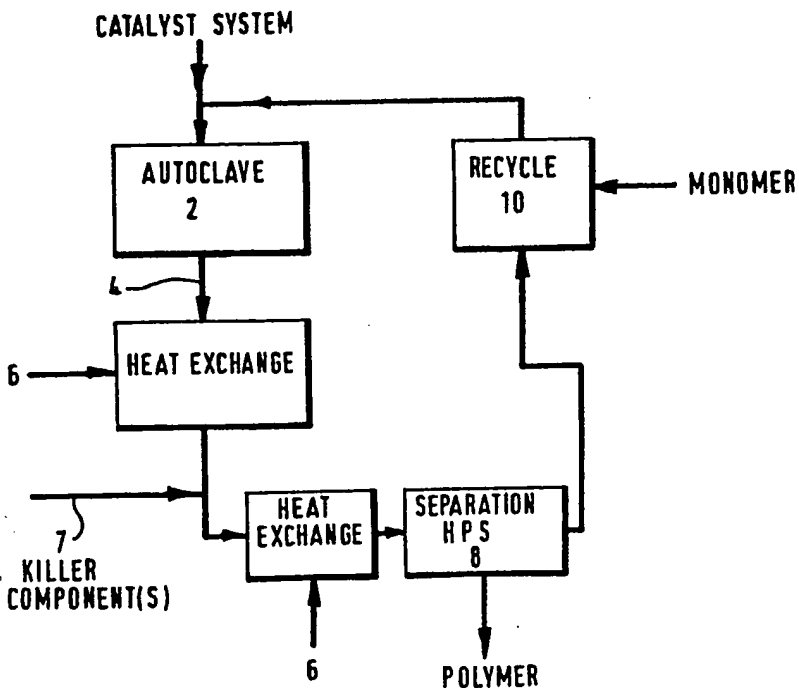 CATALYST SYSTEM
AUTOCLAVE
2
RECYCLE
10
MONOMER
4
HEAT EXCHANGE
6
7
KILLER
COMPONENT(S)
HEAT
EXCHANGE
6
SEPARATION
HPS
8
POLYMER